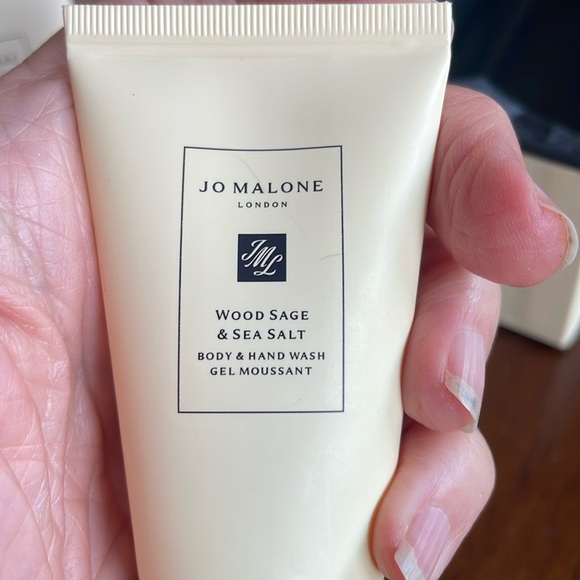 JO MALONE
LONDON
JML
WOOD SAGE
& SEA SALT
BODY & HAND WASH
GEL MOUSSANT